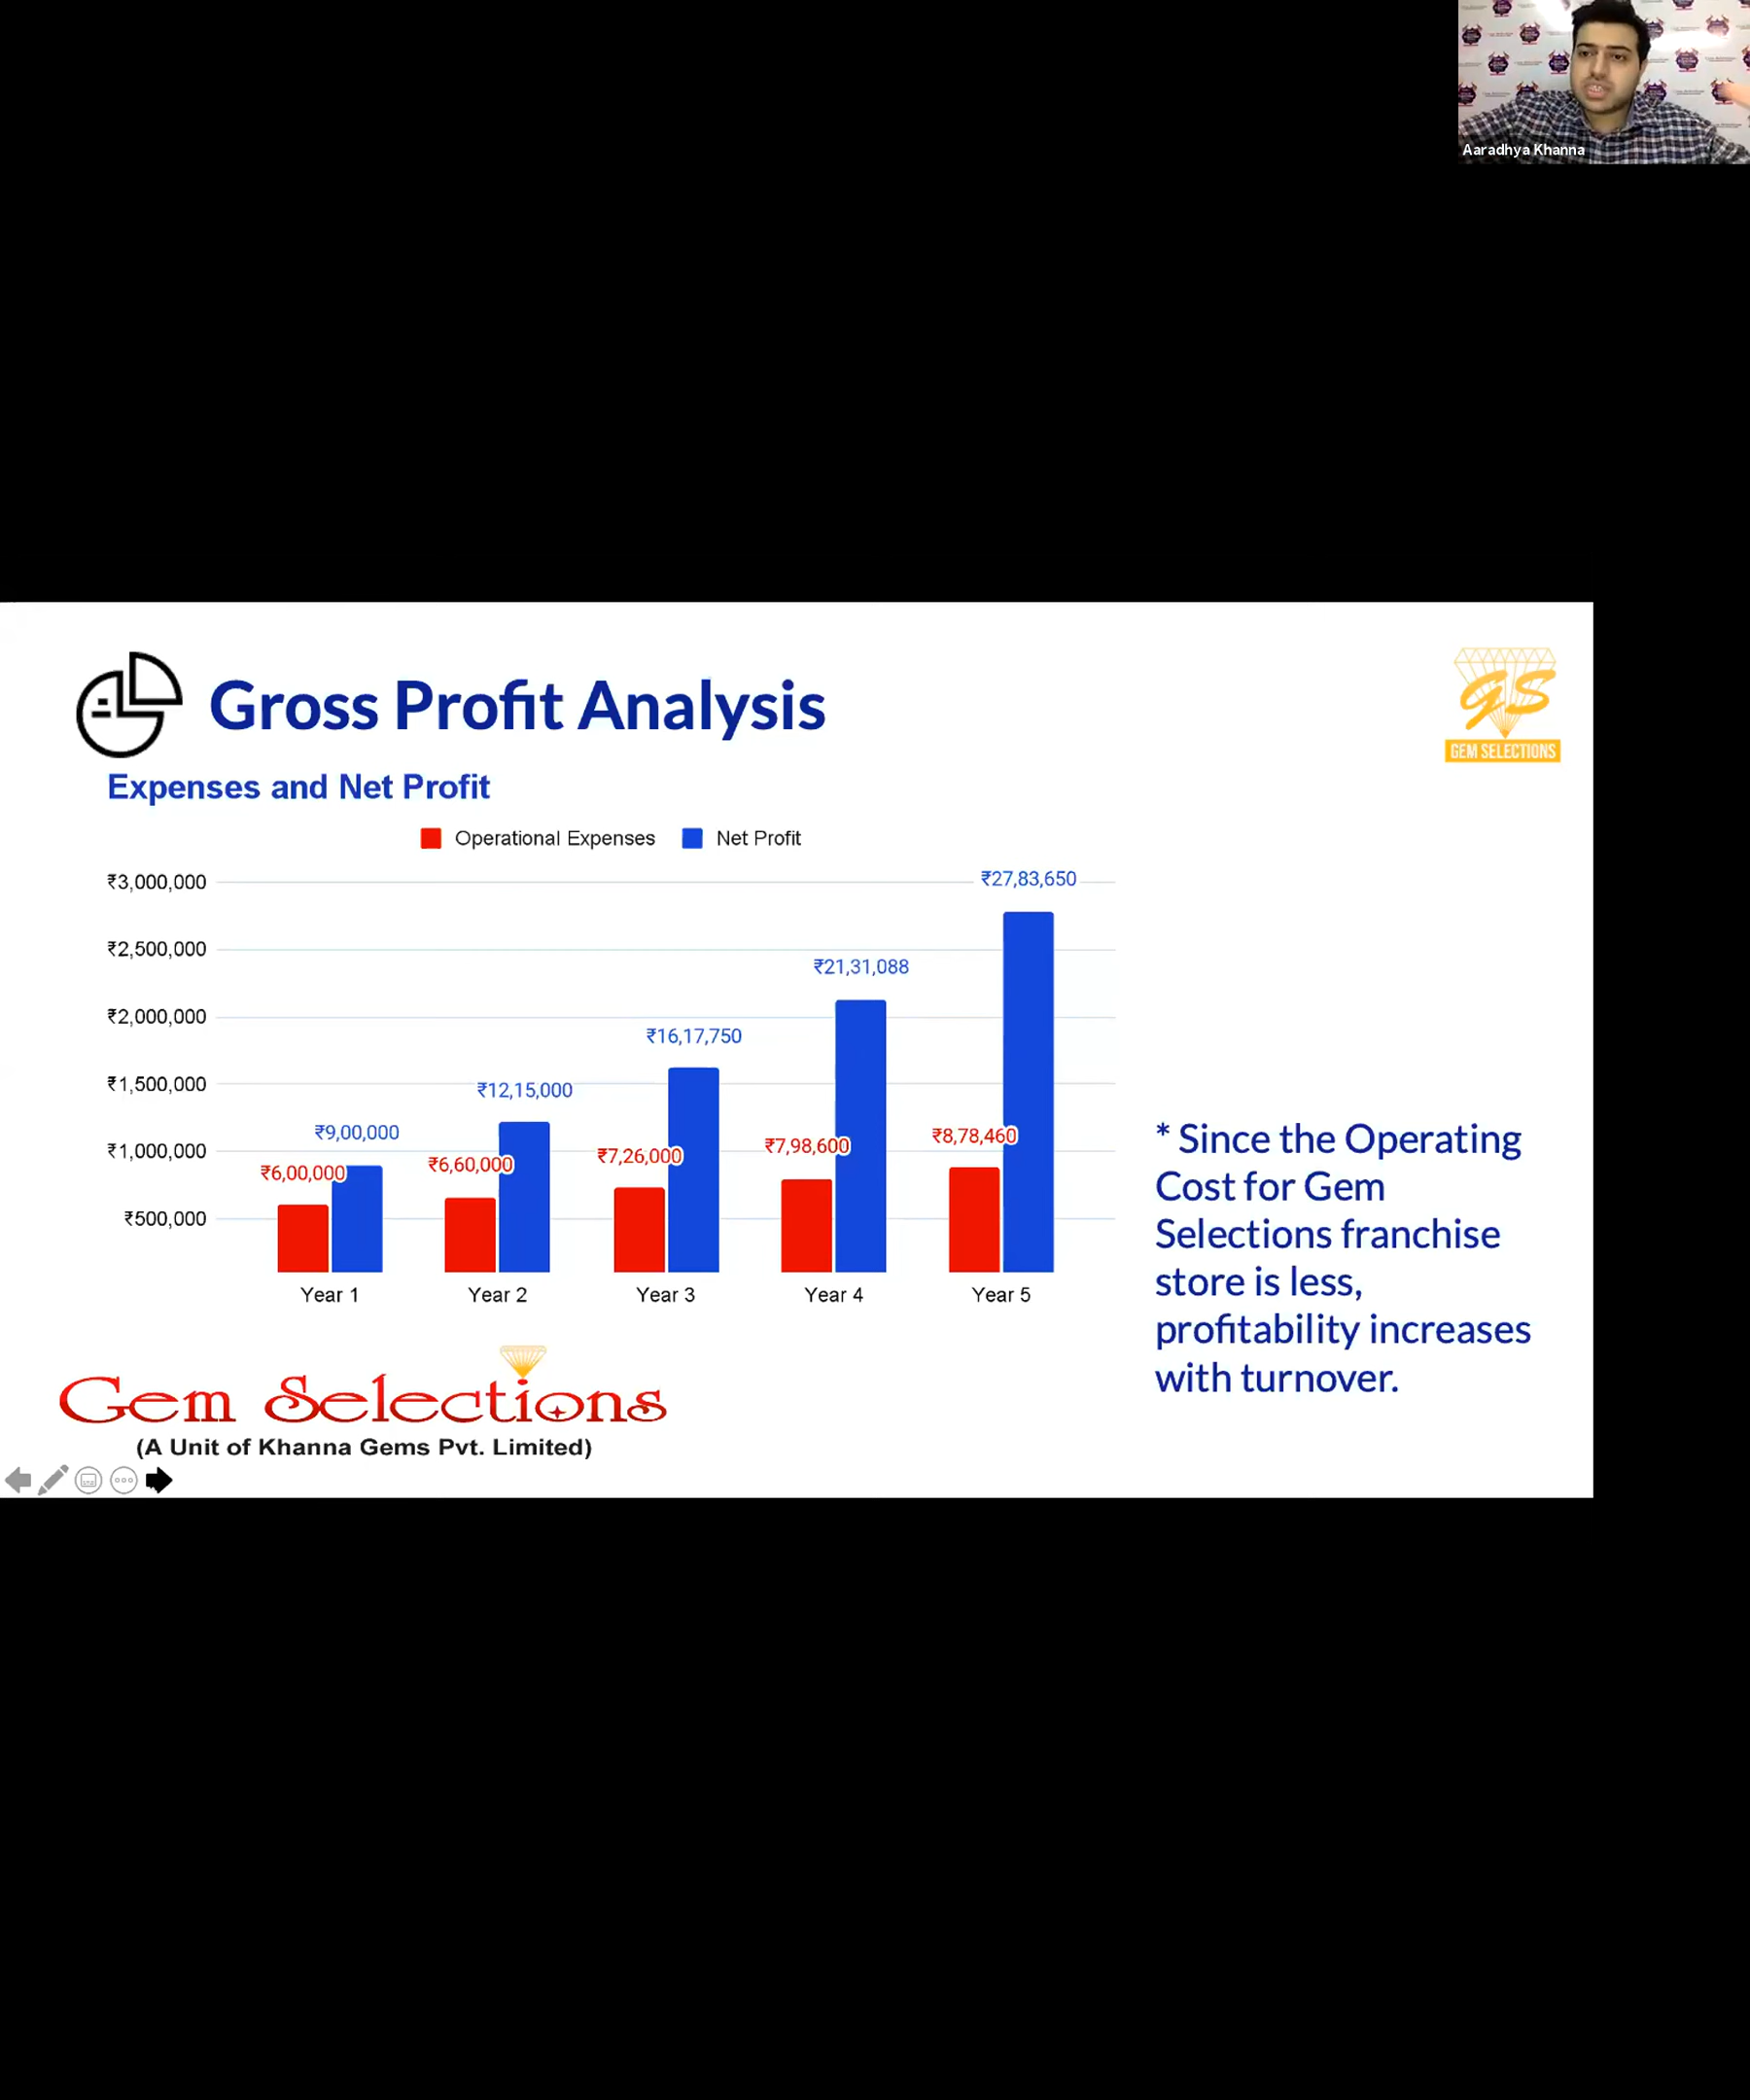 Aaradhya Khanna
Gross Profit Analysis
GS
GEM SELECTIONS
Expenses and Net Profit
Operational Expenses Net Profit
₹3,000,000
₹2,500,000
₹2,000,000
₹1,500,000
₹1,000,000
₹500,000
₹6,00,000 ₹9,00,000
₹6,60,000 ₹12,15,000
₹7,26,000 ₹16,17,750
₹7,98,600 ₹21,31,088
₹8,78,460 ₹27,83,650
Year 1 Year 2 Year 3 Year 4 Year 5
* Since the Operating
Cost for Gem
Selections franchise
store is less,
profitability increases
with turnover.
Gem Selections
(A Unit of Khanna Gems Pvt. Limited)